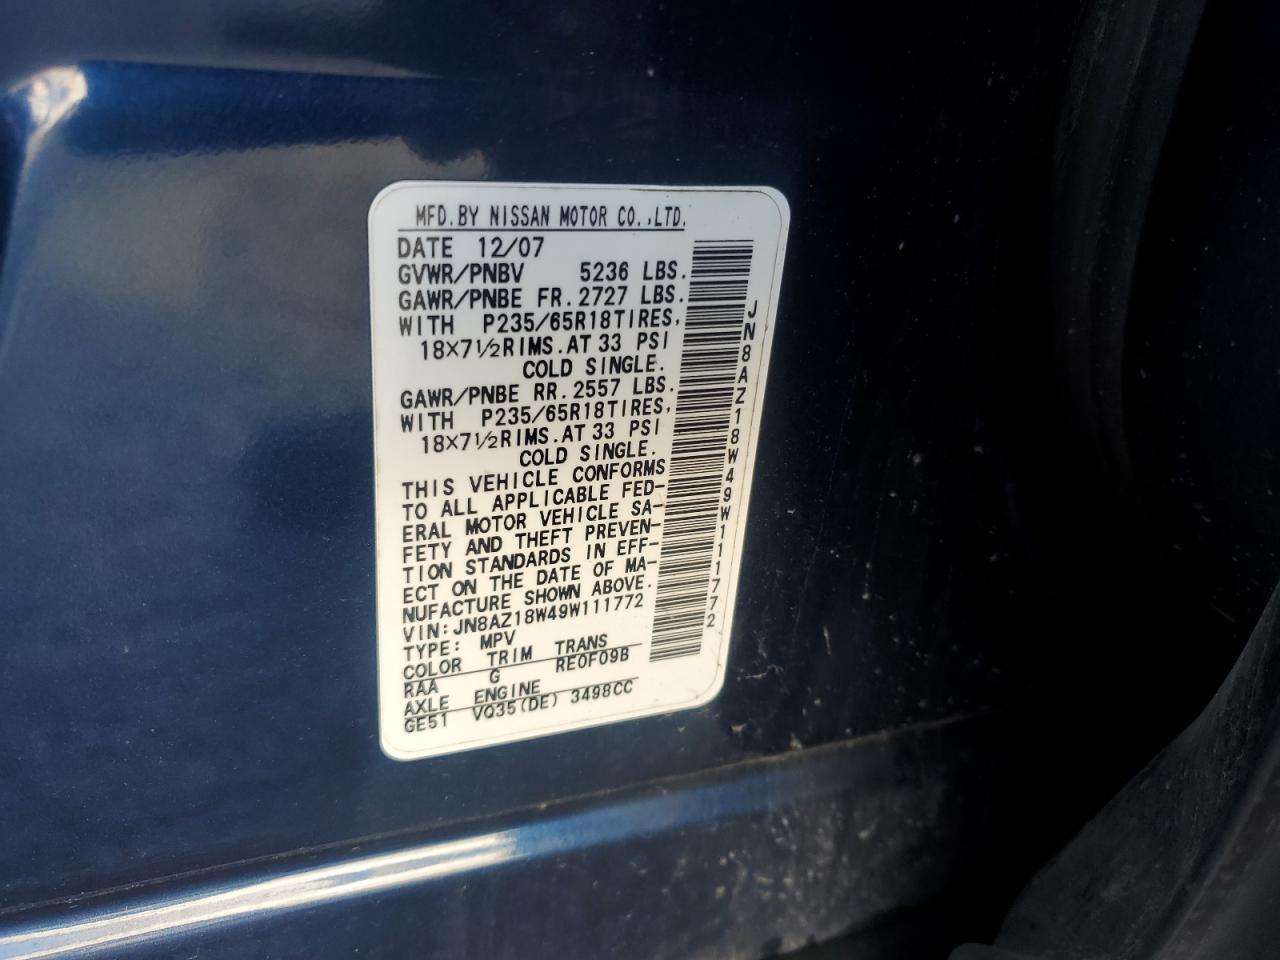 MFD.BY NISSAN MOTOR CO.,LTD.
DATE 12/07
GVWR/PNBV 5236 LBS.
GAWR/PNBE FR.2727 LBS.
WITH P235/65R18TIRES,
18×7½RIMS.AT 33 PSI
COLD SINGLE.
GAWR/PNBE RR.2557 LBS.
WITH P235/65R18TIRES,
18×7½RIMS.AT 33 PSI
COLD SINGLE.
THIS VEHICLE CONFORMS
TO ALL APPLICABLE FED-
ERAL MOTOR VEHICLE SA-
FETY AND THEFT PREVEN-
TION STANDARDS IN EFF-
ECT ON THE DATE OF MA-
NUFACTURE SHOWN ABOVE.
VIN:JN8AZ18W49W111772
TYPE: MPV
COLOR TRIM TRANS
RAA G RE0F09B
AXLE ENGINE
GE51 VQ35(DE) 3498CC
JN8AZ18W49W111772